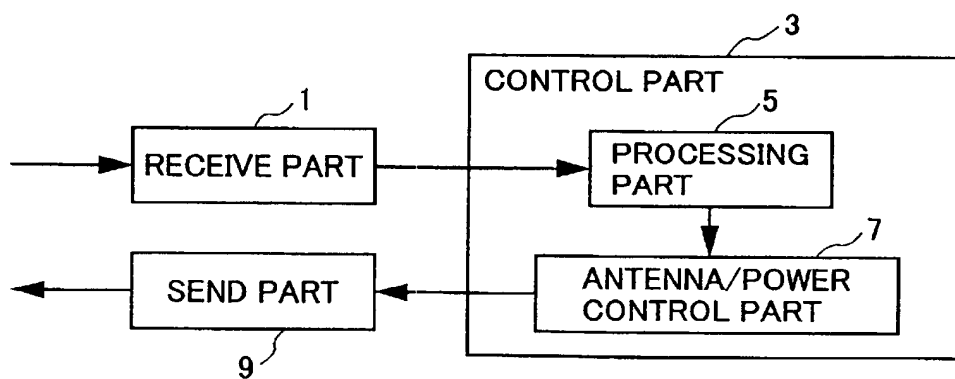 3
CONTROL PART
1
5
RECEIVE PART
PROCESSING
PART
7
SEND PART
ANTENNA/POWER
CONTROL PART
9